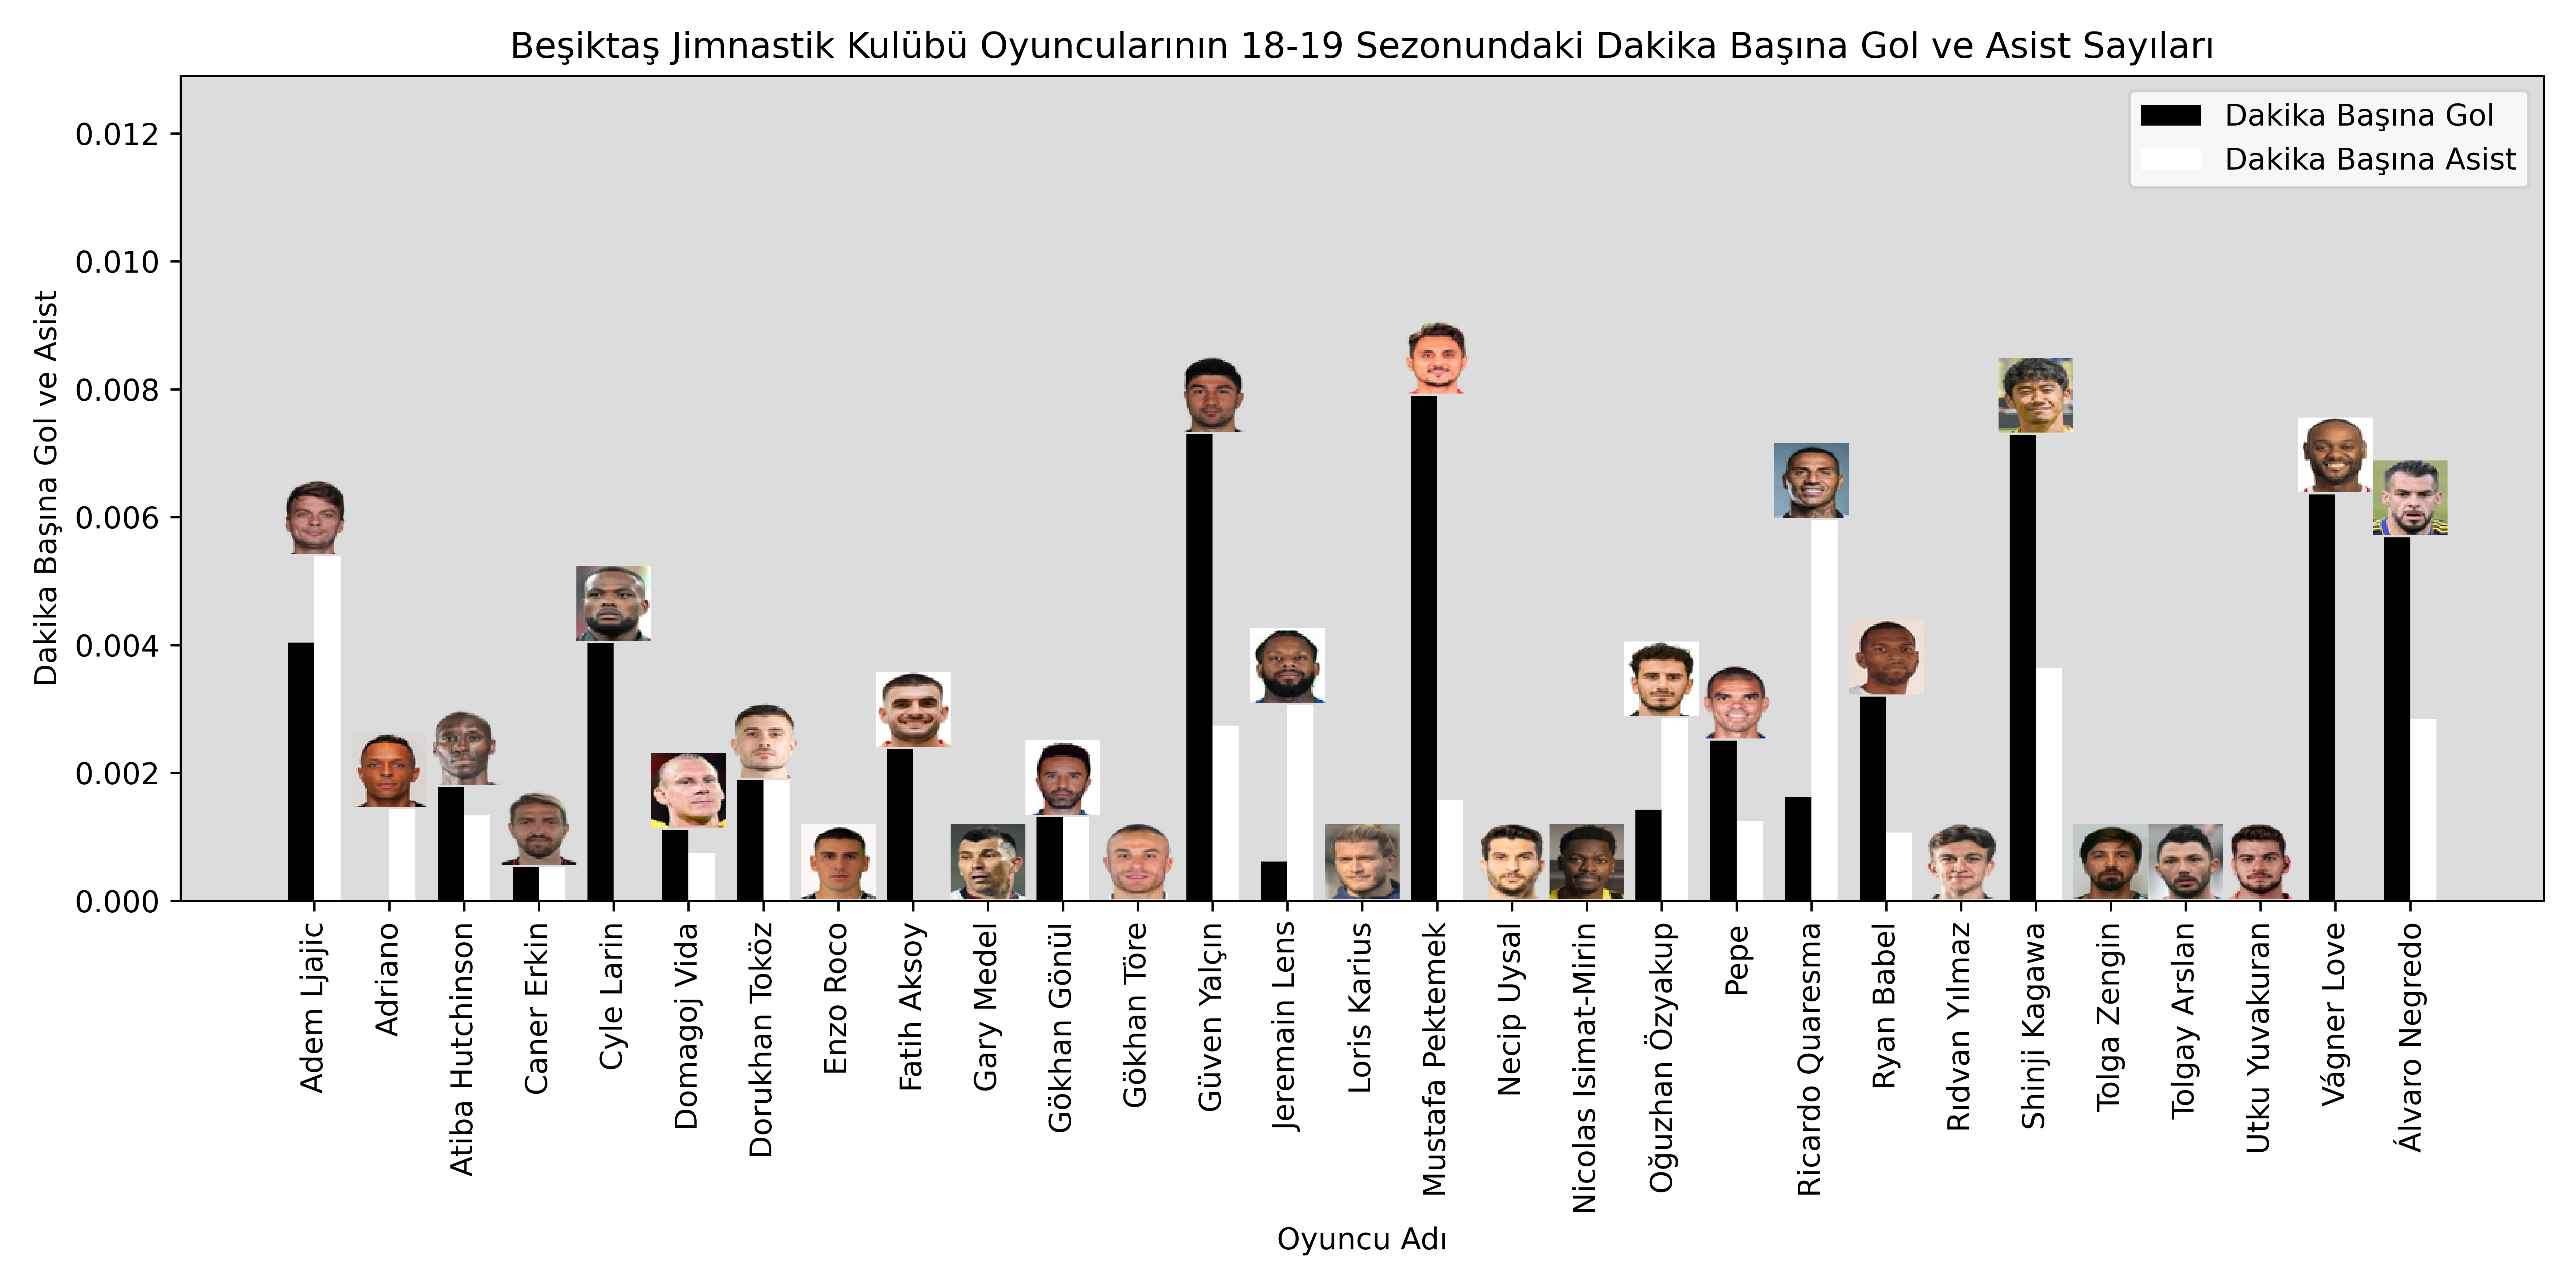 Beşiktaş Jimnastik Kulübü Oyuncularının 18-19 Sezonundaki Dakika Başına Gol ve Asist Sayıları
Dakika Başına Gol
Dakika Başına Asist
Dakika Başına Gol ve Asist
0.012
0.010
0.008
0.006
0.004
0.002
0.000
Adem Ljajic
Adriano
Atiba Hutchinson
Caner Erkin
Cyle Larin
Domagoj Vida
Dorukhan Toköz
Enzo Roco
Fatih Aksoy
Gary Medel
Gökhan Gönül
Gökhan Töre
Güven Yalçın
Jeremain Lens
Loris Karius
Mustafa Pektemek
Necip Uysal
Nicolas Isimat-Mirin
Oğuzhan Özyakup
Pepe
Ricardo Quaresma
Ryan Babel
Rıdvan Yılmaz
Shinji Kagawa
Tolga Zengin
Tolgay Arslan
Utku Yuvakuran
Vágner Love
Álvaro Negredo
Oyuncu Adı